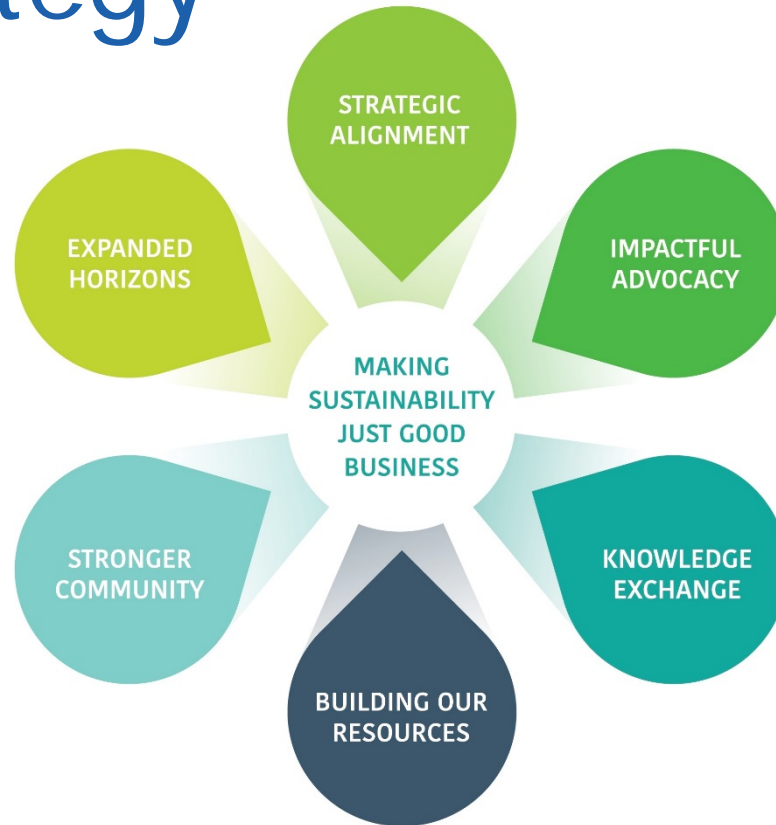 tegy
STRATEGIC
ALIGNMENT
EXPANDED
HORIZONS
IMPACTFUL
ADVOCACY
MAKING
SUSTAINABILITY
JUST GOOD
BUSINESS
STRONGER
COMMUNITY
KNOWLEDGE
EXCHANGE
BUILDING OUR
RESOURCES